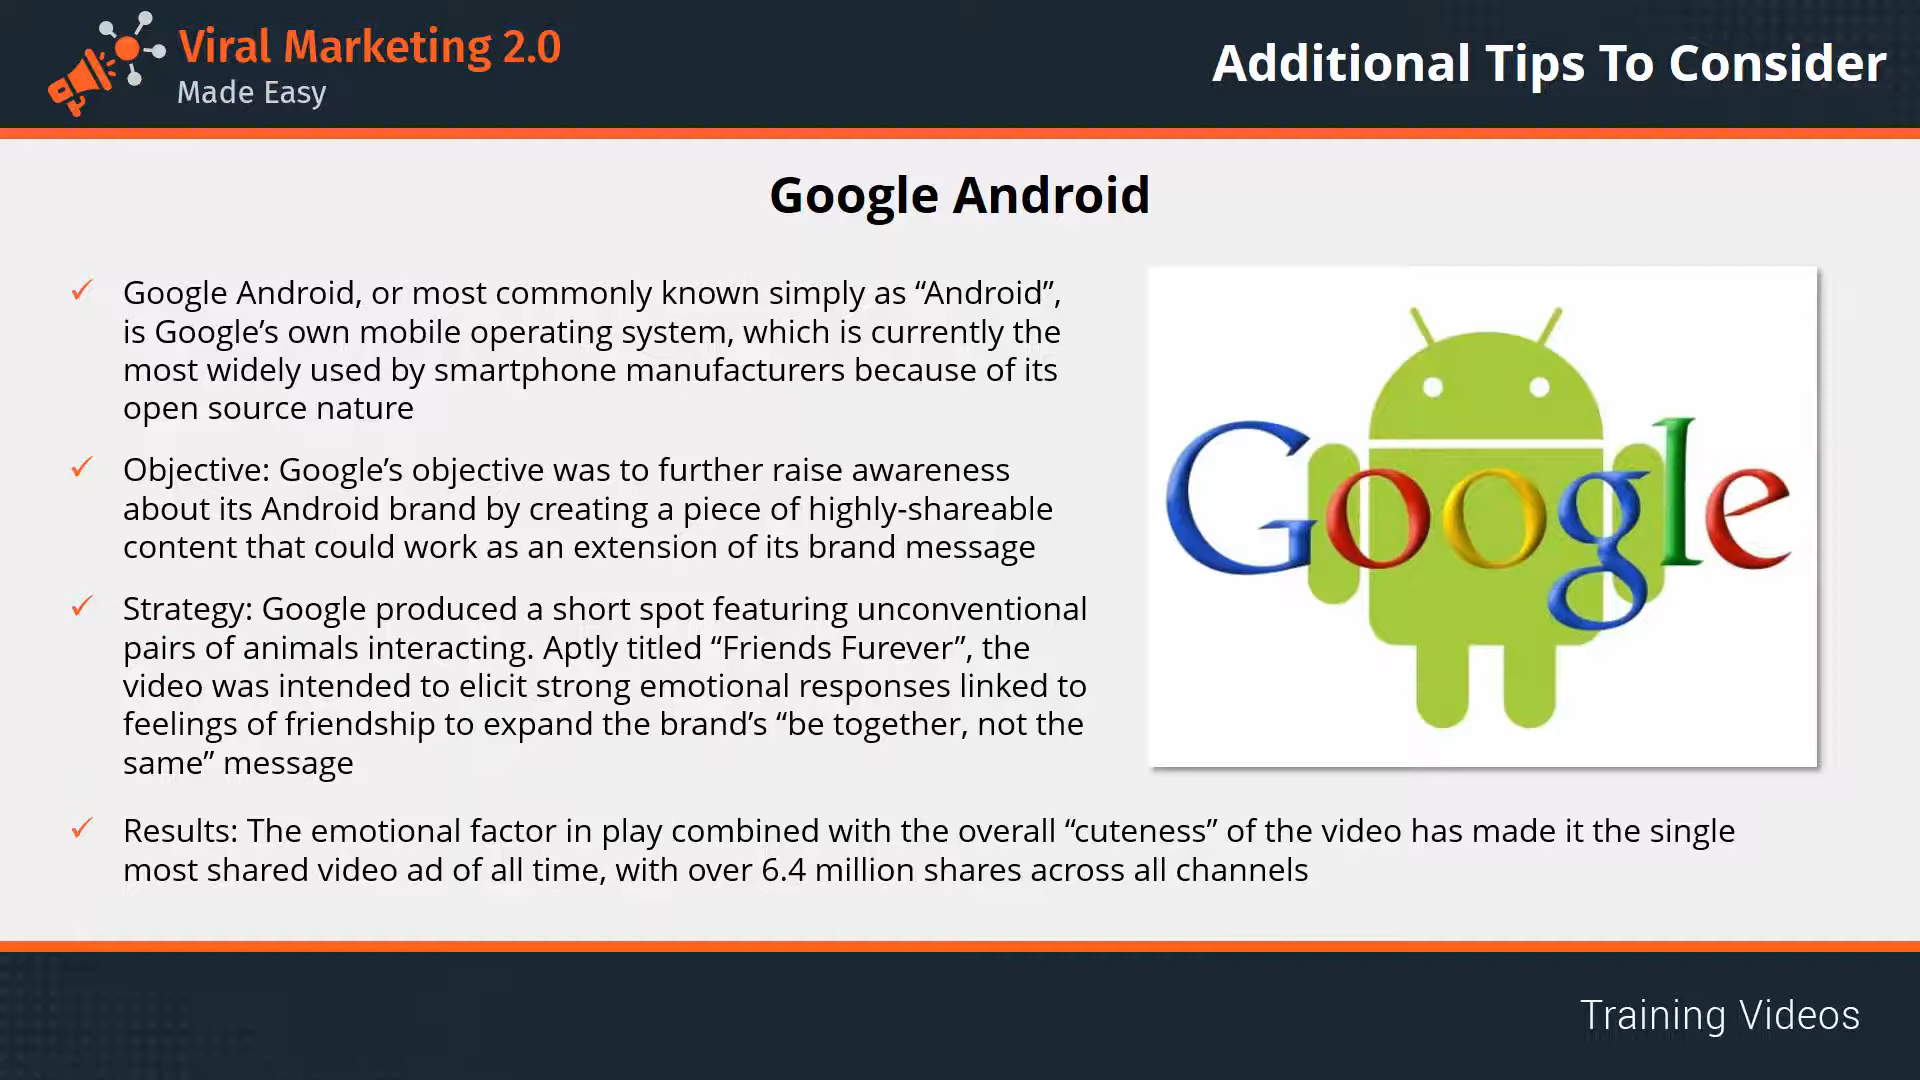 Viral Marketing 2.0
Made Easy
Additional Tips To Consider
Google Android
Google Android, or most commonly known simply as “Android”,
is Google’s own mobile operating system, which is currently the
most widely used by smartphone manufacturers because of its
open source nature
Objective: Google’s objective was to further raise awareness
about its Android brand by creating a piece of highly-shareable
content that could work as an extension of its brand message
Strategy: Google produced a short spot featuring unconventional
pairs of animals interacting. Aptly titled “Friends Furever”, the
video was intended to elicit strong emotional responses linked to
feelings of friendship to expand the brand’s “be together, not the
same” message
Google
Results: The emotional factor in play combined with the overall “cuteness” of the video has made it the single
most shared video ad of all time, with over 6.4 million shares across all channels
Training Videos